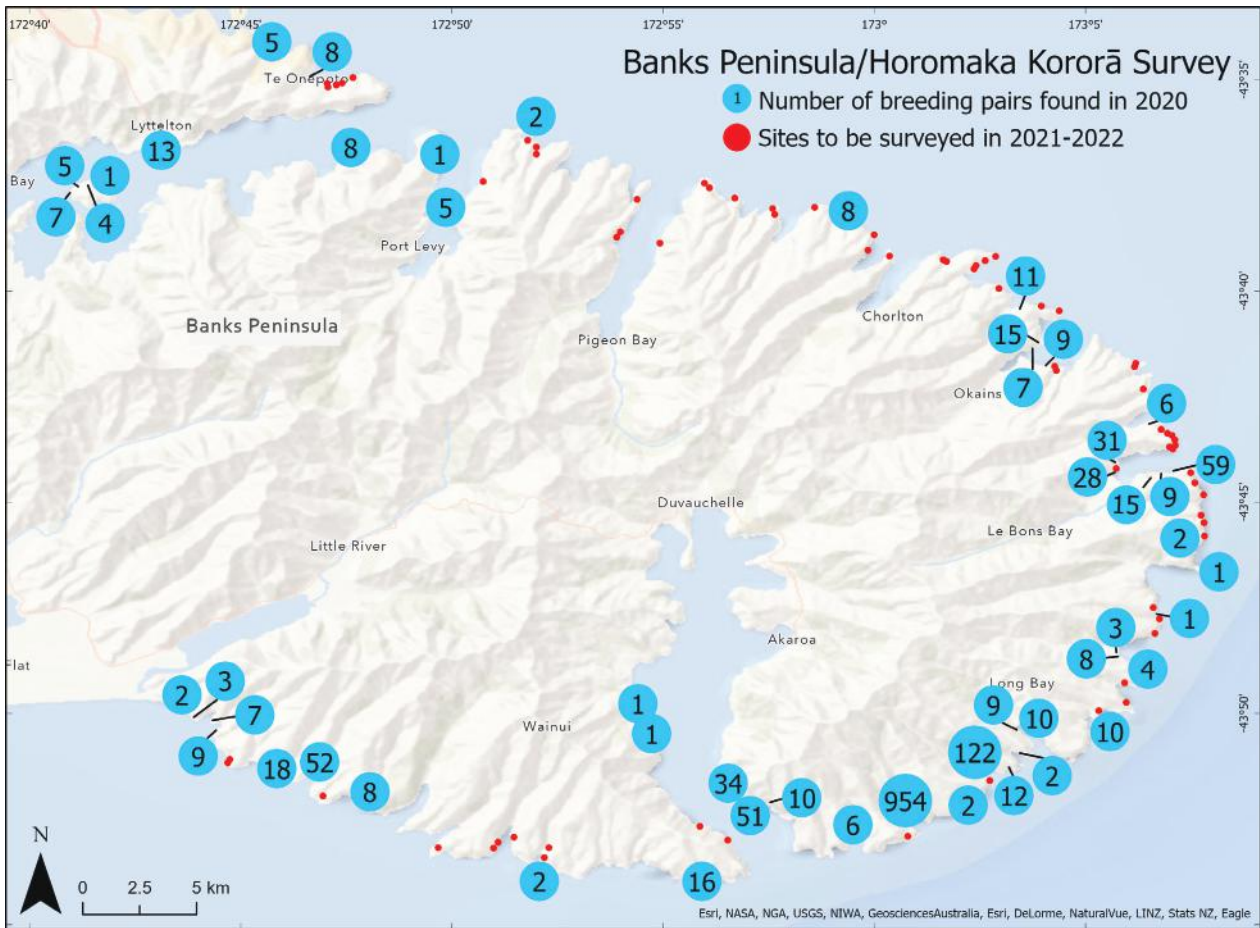 172°40' 172°45' 172°50' 172°55' 173° 173°5'
Banks Peninsula/Horomaka Kororā Survey
1 Number of breeding pairs found in 2020
Sites to be surveyed in 2021-2022
-43°35'
5
8
Te Onepoto
Lyttelton
13
8
1
2
5
1
Bay
7
4
5
Port Levy
8
-43°40'
Banks Peninsula
Pigeon Bay
Chorlton
11
15
9
7
Okains
6
31
59
28
15
9
-43°45'
Duvauchelle
Le Bons Bay
2
Little River
1
1
Akaroa
3
8
4
Flat
Long Bay
2
3
7
9
1
1
Wainui
9
10
10
-43°50'
122
2
12
18
52
8
34
51
10
6
954
2
2
16
N
0 2.5 5 km
Esri, NASA, NGA, USGS, NIWA, GeosciencesAustralia, Esri, DeLorme, NaturalVue, LINZ, Stats NZ, Eagle